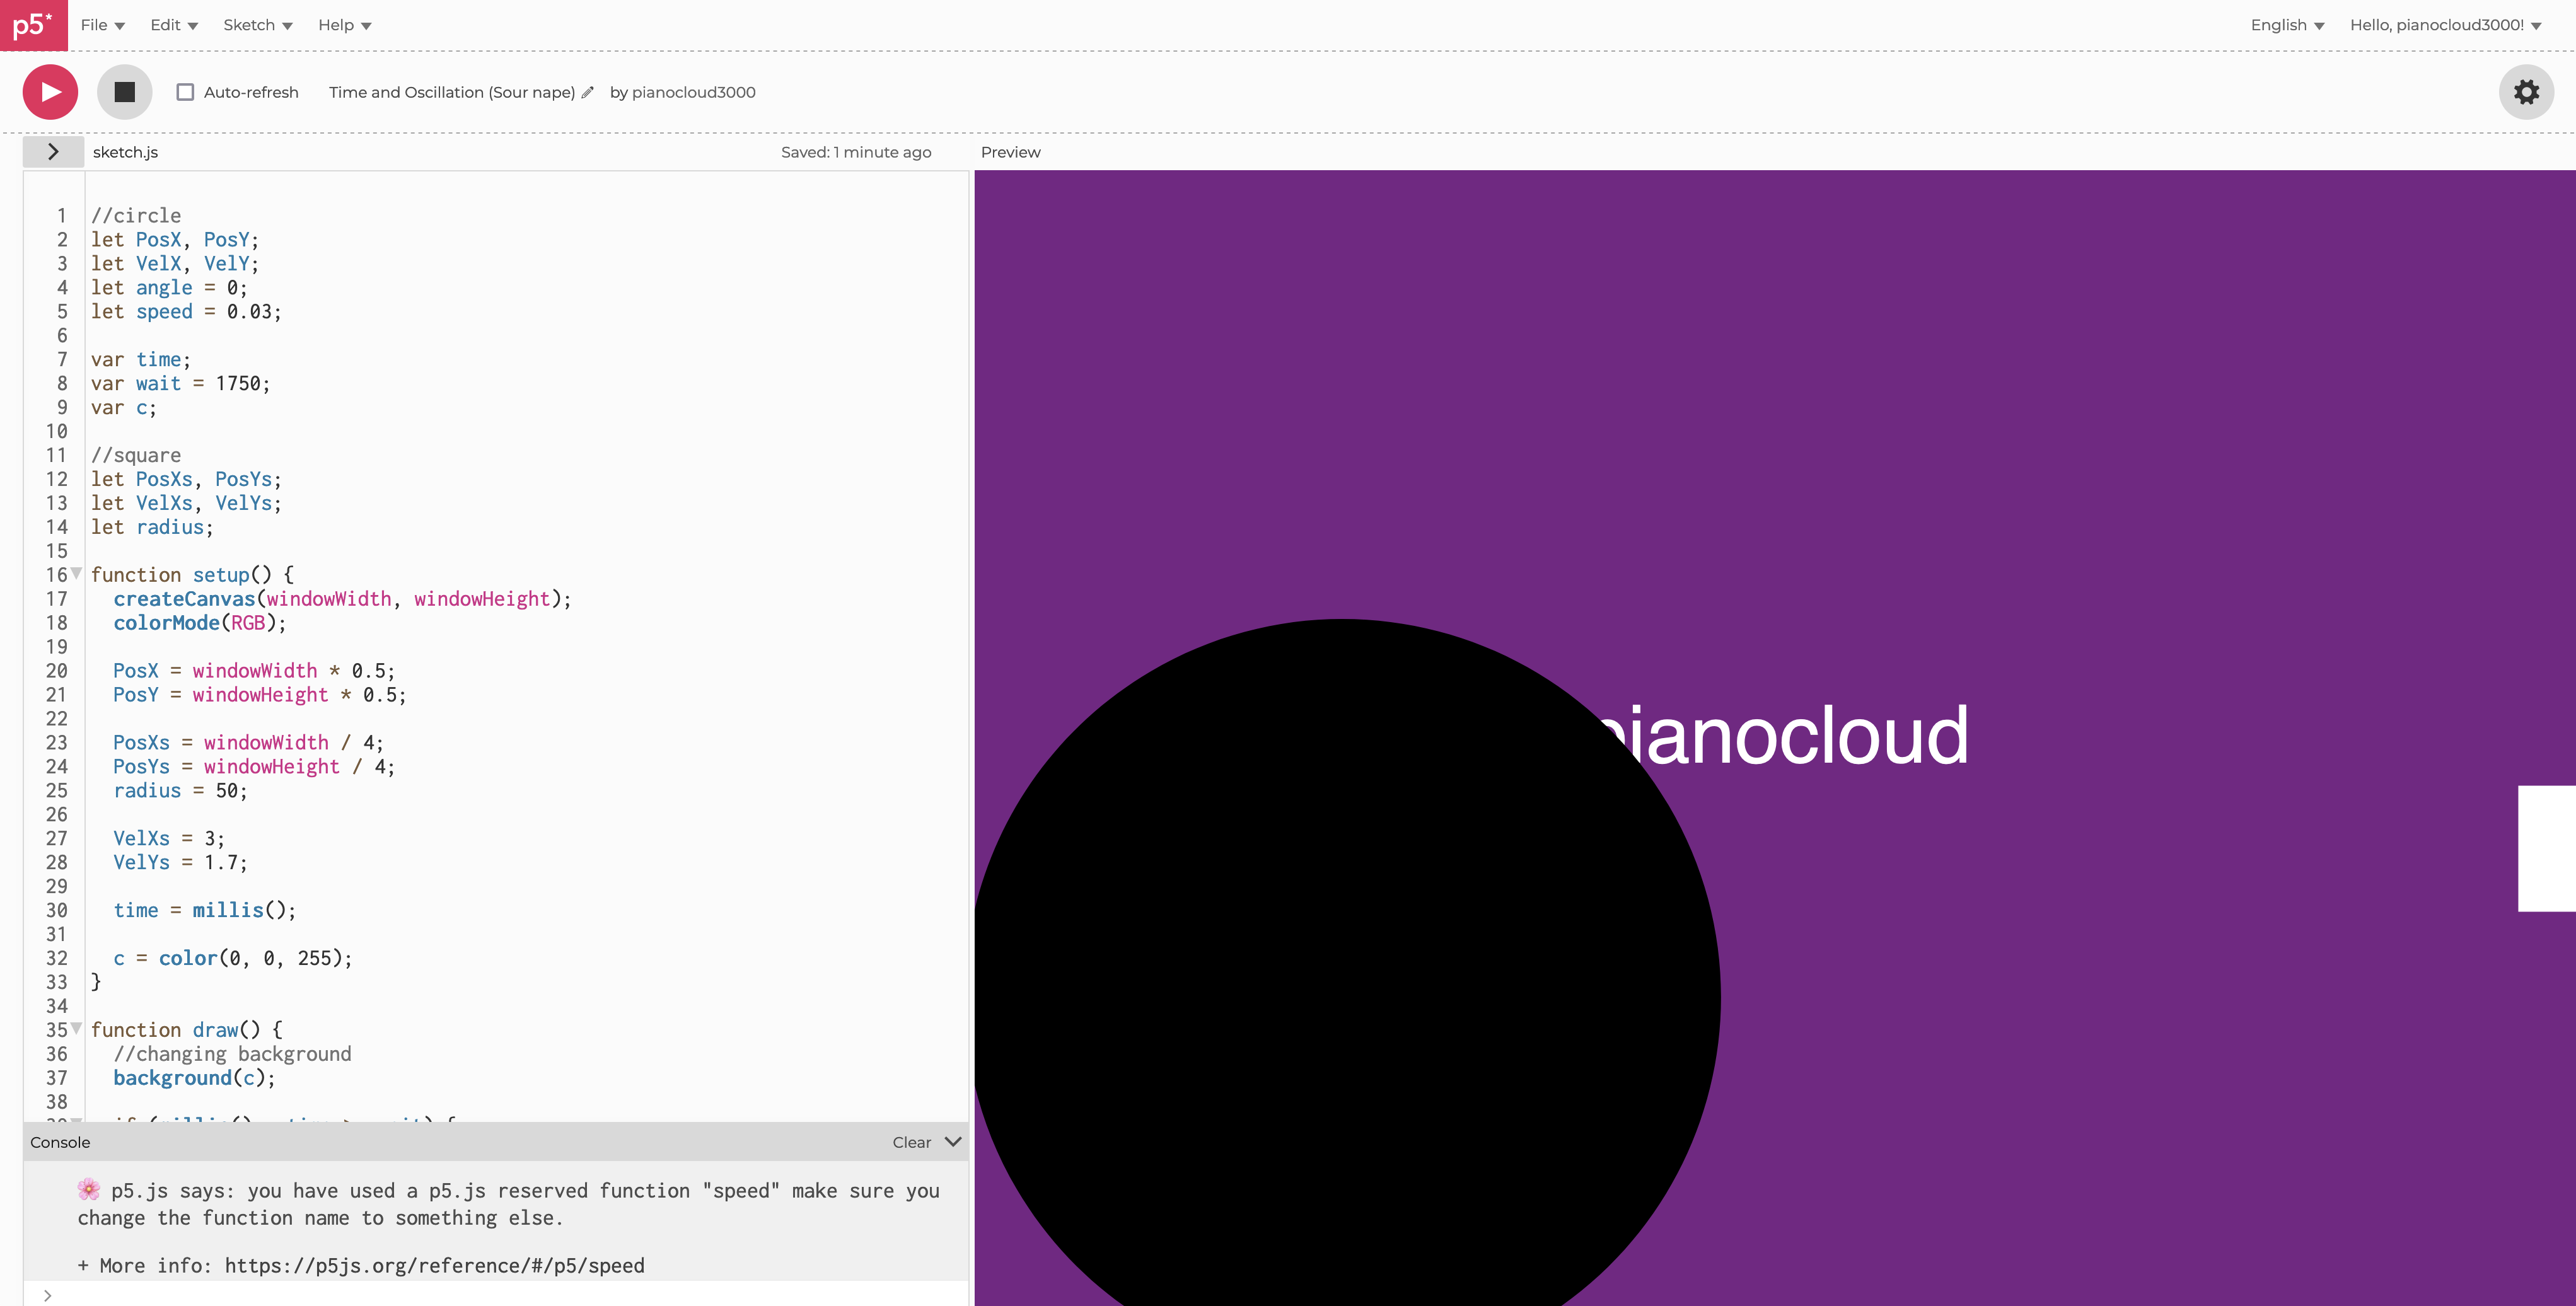 p5* File Edit Sketch Help English Hello, pianocloud3000!
Auto-refresh Time and Oscillation (Sour nape) by pianocloud3000
sketch.js Saved: 1 minute ago Preview
1 //circle
2 let PosX, PosY;
3 let VelX, VelY;
4 let angle = 0;
5 let speed = 0.03;
6
7 var time;
8 var wait = 1750;
9 var c;
10
11 //square
12 let PosXs, PosYs;
13 let VelXs, VelYs;
14 let radius;
15
16 function setup() {
17 createCanvas(windowWidth, windowHeight);
18 colorMode(RGB);
19
20 PosX = windowWidth * 0.5;
21 PosY = windowHeight * 0.5;
22
23 PosXs = windowWidth / 4;
24 PosYs = windowHeight / 4;
25 radius = 50;
26
27 VelXs = 3;
28 VelYs = 1.7;
29
30 time = millis();
31
32 c = color(0, 0, 255);
33 }
34
35 function draw() {
36 //changing background
37 background(c);
38
pianocloud
Console Clear
🌸 p5.js says: you have used a p5.js reserved function "speed" make sure you
change the function name to something else.
+ More info: https://p5js.org/reference/#/p5/speed
>